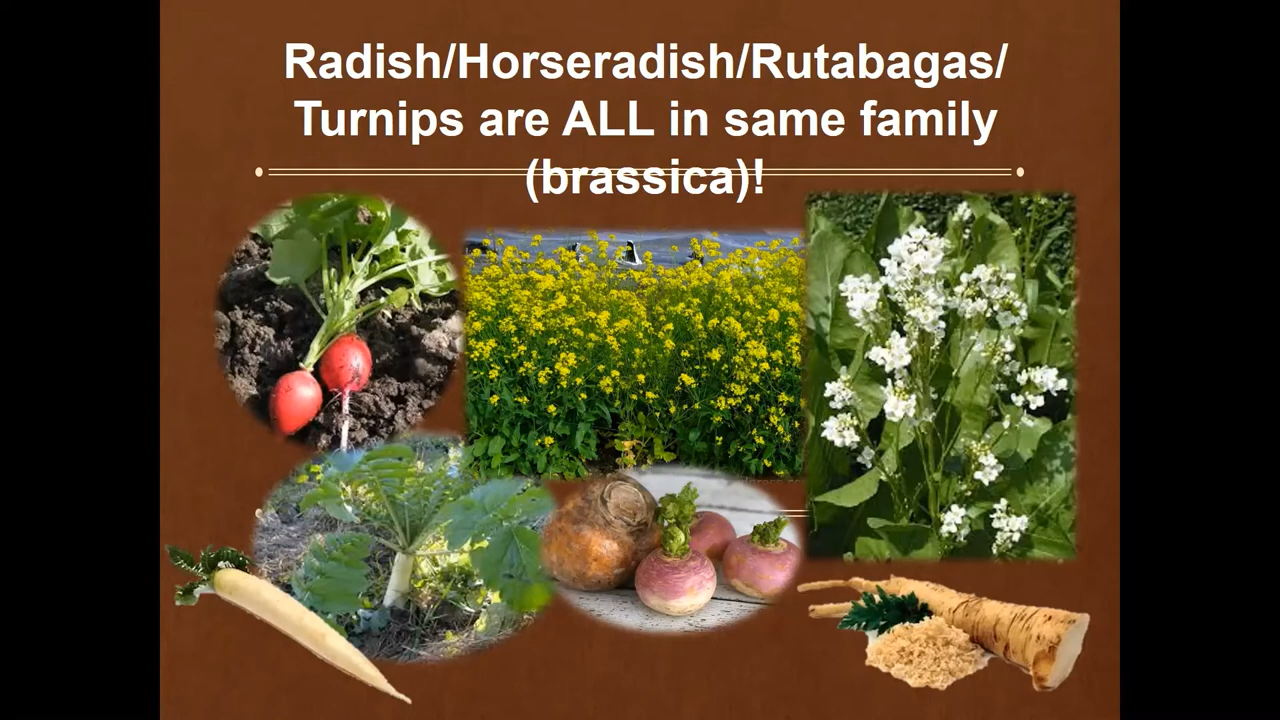 Radish/Horseradish/Rutabagas/
Turnips are ALL in same family
(brassica)!